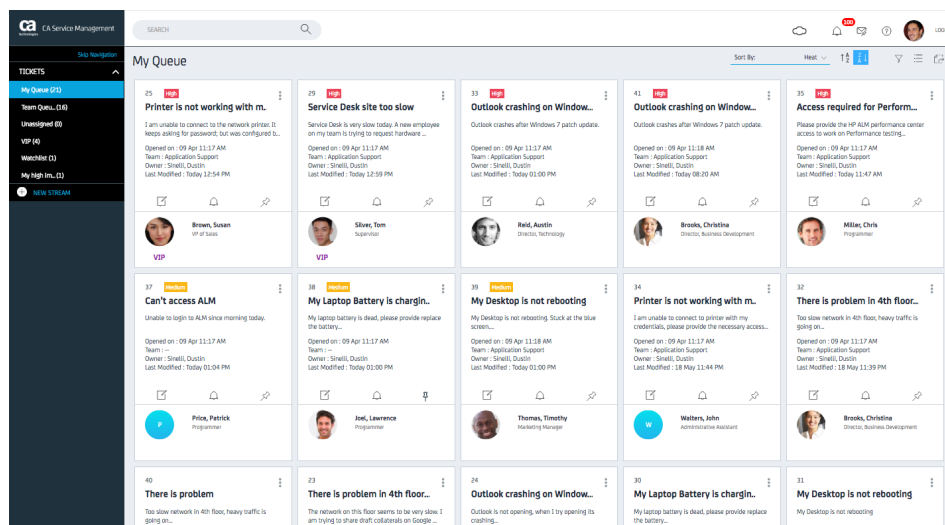 ca
technologies
CA Service Management
SEARCH
100
LOG
Skip Navigation
TICKETS
My Queue (21)
Team Queu... (16)
Unassigned (0)
VIP (4)
Watchlist (1)
My high im... (1)
NEW STREAM
My Queue
Sort By:
Heat
25 High
Printer is not working with m..
I am unable to connect to the network printer. It
keeps asking for password; but was configured b...
Opened on : 09 Apr 11:17 AM
Team : Application Support
Owner : Sinelli, Dustin
Last Modified : Today 12:54 PM
Brown, Susan
VP of Sales
VIP
29 High
Service Desk site too slow
Service Desk is very slow today. A new employee
on my team is trying to request hardware ...
Opened on : 09 Apr 11:17 AM
Team : Application Support
Owner : Sinelli, Dustin
Last Modified : Today 12:59 PM
Silver, Tom
Supervisor
VIP
33 High
Outlook crashing on Window...
Outlook crashes after Windows 7 patch update.
Opened on : 09 Apr 11:17 AM
Team : Application Support
Owner : Sinelli, Dustin
Last Modified : Today 01:00 PM
Reid, Austin
Director, Technology
41 High
Outlook crashing on Window...
Outlook crashes after Windows 7 patch update.
Opened on : 09 Apr 11:18 AM
Team : Application Support
Owner : Sinelli, Dustin
Last Modified : Today 08:20 AM
Brooks, Christina
Director, Business Development
35 High
Access required for Perform...
Please provide the HP ALM performance center
access to work on Performance testing...
Opened on : 09 Apr 11:17 AM
Team : Application Support
Owner : Sinelli, Dustin
Last Modified : Today 11:47 AM
Miller, Chris
Programmer
37 Medium
Can't access ALM
Unable to login to ALM since morning today.
Opened on : 09 Apr 11:17 AM
Team : --
Owner : Sinelli, Dustin
Last Modified : Today 01:04 PM
P
Price, Patrick
Programmer
38 Medium
My Laptop Battery is chargin..
My laptop battery is dead, please provide replace
the battery...
Opened on : 09 Apr 11:17 AM
Team : --
Owner : Sinelli, Dustin
Last Modified : Today 01:00 PM
Joel, Lawrence
Programmer
39 Medium
My Desktop is not rebooting
My Desktop is not rebooting. Stuck at the blue
screen....
Opened on : 09 Apr 11:18 AM
Team : Application Support
Owner : Sinelli, Dustin
Last Modified : Today 01:00 PM
Thomas, Timothy
Marketing Manager
34
Printer is not working with m..
I am unable to connect to printer with my
credentials, please provide the necessary access...
Opened on : 09 Apr 11:17 AM
Team : Application Support
Owner : Sinelli, Dustin
Last Modified : 18 May 11:44 PM
W
Walters, John
Administrative Assistant
32
There is problem in 4th floor...
Too slow network in 4th floor, heavy traffic is
going on...
Opened on : 09 Apr 11:17 AM
Team : Application Support
Owner : Sinelli, Dustin
Last Modified : 18 May 11:39 PM
Brooks, Christina
Director, Business Development
40
There is problem
Too slow network in 4th floor, heavy traffic is
going on...
23
There is problem in 4th floor...
The network on this floor seems to be very slow. I
am trying to share draft collaterals on Google ...
24
Outlook crashing on Window...
Outlook is not opening, when I try opening its
crashing...
30
My Laptop Battery is chargin..
My laptop battery is dead, please provide replace
the battery...
31
My Desktop is not rebooting
My Desktop is not rebooting